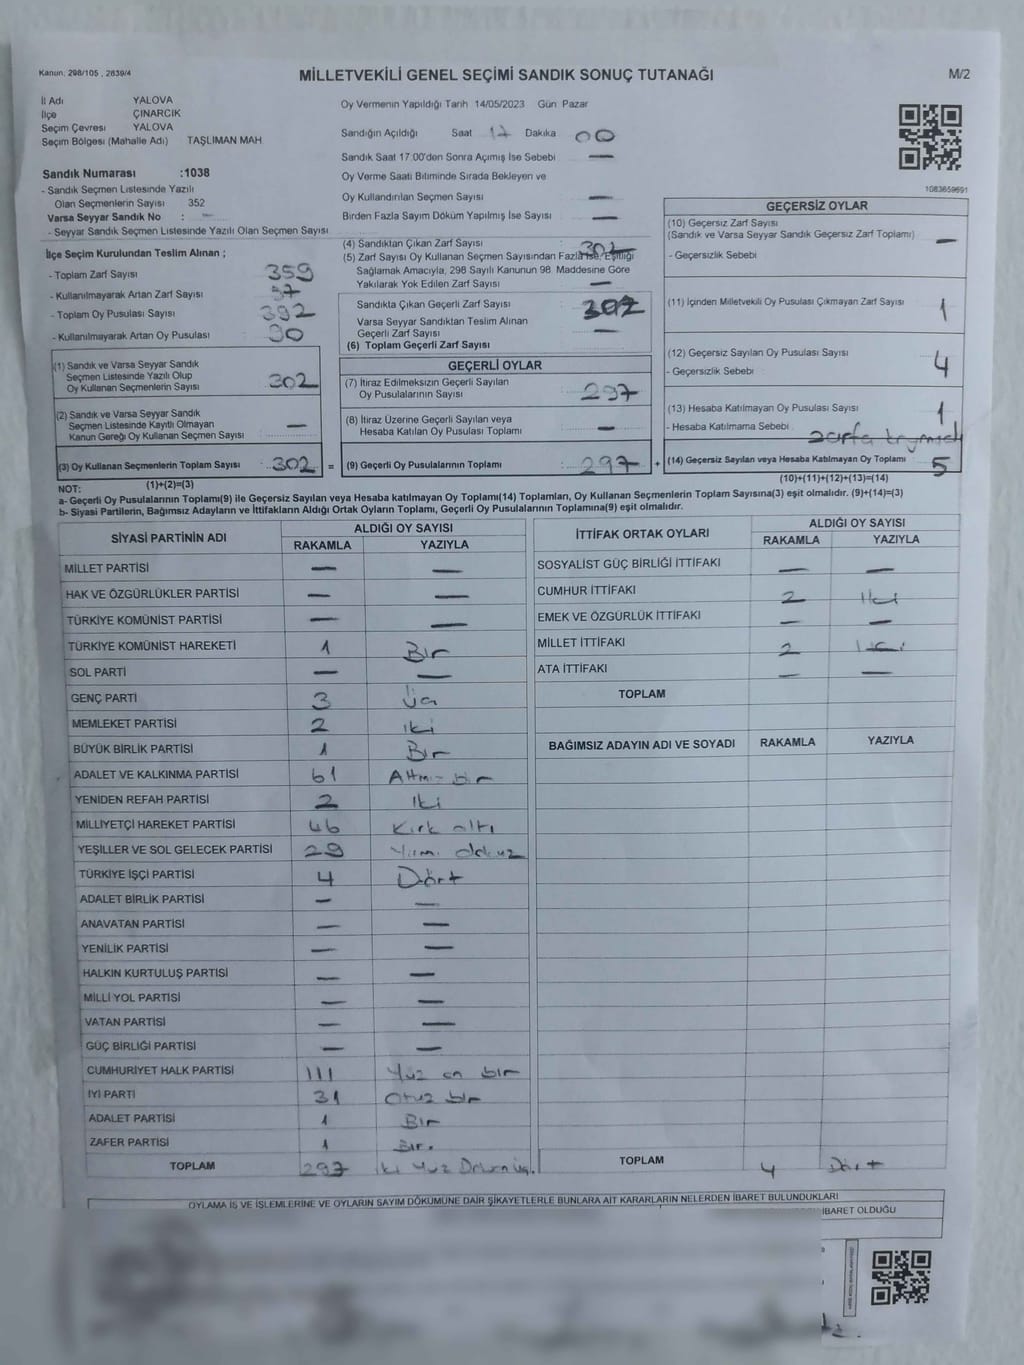 Kanun: 298/105 , 2839/4
MİLLETVEKİLİ GENEL SEÇİMİ SANDIK SONUÇ TUTANAĞI
M/2
İl Adı YALOVA
İlçe ÇINARCIK
Seçim Çevresi YALOVA
Seçim Bölgesi (Mahalle Adı) TAŞLIMAN MAH
Sandık Numarası :1038
- Sandık Seçmen Listesinde Yazılı
Olan Seçmenlerin Sayısı 352
Varsa Seyyar Sandık No : —
- Seyyar Sandık Seçmen Listesinde Yazılı Olan Seçmen Sayısı
İlçe Seçim Kurulundan Teslim Alınan ;
- Toplam Zarf Sayısı 359
- Kullanılmayarak Artan Zarf Sayısı 57
- Toplam Oy Pusulası Sayısı 392
- Kullanılmayarak Artan Oy Pusulası 90
(1) Sandık ve Varsa Seyyar Sandık
Seçmen Listesinde Yazılı Olup
Oy Kullanan Seçmenlerin Sayısı 302
(2) Sandık ve Varsa Seyyar Sandık
Seçmen Listesinde Kayıtlı Olmayan
Kanun Gereği Oy Kullanan Seçmen Sayısı —
(3) Oy Kullanan Seçmenlerin Toplam Sayısı 302 =
(1)+(2)=(3)
Oy Vermenin Yapıldığı Tarih 14/05/2023 Gün Pazar
Sandığın Açıldığı Saat 17 Dakika 00
Sandık Saat 17.00'den Sonra Açımış İse Sebebi —
Oy Verme Saati Bitiminde Sırada Bekleyen ve
Oy Kullandırılan Seçmen Sayısı —
Birden Fazla Sayım Döküm Yapılmış İse Sayısı —
(4) Sandıktan Çıkan Zarf Sayısı : 302
(5) Zarf Sayısı Oy Kullanan Seçmen Sayısından Fazla İse, Eşitliği
Sağlamak Amacıyla, 298 Sayılı Kanunun 98 Maddesine Göre
Yakılarak Yok Edilen Zarf Sayısı —
Sandıkta Çıkan Geçerli Zarf Sayısı 302
Varsa Seyyar Sandıktan Teslim Alınan
Geçerli Zarf Sayısı —
(6) Toplam Geçerli Zarf Sayısı
GEÇERLİ OYLAR
(7) İtiraz Edilmeksizin Geçerli Sayılan
Oy Pusulalarının Sayısı 297
(8) İtiraz Üzerine Geçerli Sayılan veya
Hesaba Katılan Oy Pusulası Toplamı —
(9) Geçerli Oy Pusulalarının Toplamı 297 +
1083659691
GEÇERSİZ OYLAR
(10) Geçersiz Zarf Sayısı
(Sandık ve Varsa Seyyar Sandık Geçersiz Zarf Toplamı) —
- Geçersizlik Sebebi
(11) İçinden Milletvekili Oy Pusulası Çıkmayan Zarf Sayısı 1
(12) Geçersiz Sayılan Oy Pusulası Sayısı 4
- Geçersizlik Sebebi
(13) Hesaba Katılmayan Oy Pusulası Sayısı 1
- Hesaba Katılmama Sebebi zarfa
(14) Geçersiz Sayılan veya Hesaba Katılmayan Oy Toplamı 5
(10)+(11)+(12)+(13)=(14)
NOT:
a- Geçerli Oy Pusulalarının Toplamı(9) ile Geçersiz Sayılan veya Hesaba katılmayan Oy Toplamı(14) Toplamları, Oy Kullanan Seçmenlerin Toplam Sayısına(3) eşit olmalıdır. (9)+(14)=(3)
b- Siyasi Partilerin, Bağımsız Adayların ve İttifakların Aldığı Ortak Oyların Toplamı, Geçerli Oy Pusulalarının Toplamına(9) eşit olmalıdır.
SİYASİ PARTİNİN ADI ALDIĞI OY SAYISI
RAKAMLA YAZIYLA
MİLLET PARTİSİ — —
HAK VE ÖZGÜRLÜKLER PARTİSİ — —
TÜRKİYE KOMÜNİST PARTİSİ — —
TÜRKİYE KOMÜNİST HAREKETİ 1 Bir
SOL PARTİ — —
GENÇ PARTİ 3 Üç
MEMLEKET PARTİSİ 2 iki
BÜYÜK BİRLİK PARTİSİ 1 Bir
ADALET VE KALKINMA PARTİSİ 61 Altmış bir
YENİDEN REFAH PARTİSİ 2 iki
MİLLİYETÇİ HAREKET PARTİSİ 46 Kırk altı
YEŞİLLER VE SOL GELECEK PARTİSİ 29 Yirmi dokuz
TÜRKİYE İŞÇİ PARTİSİ 4 Dört
ADALET BİRLİK PARTİSİ — —
ANAVATAN PARTİSİ — —
YENİLİK PARTİSİ — —
HALKIN KURTULUŞ PARTİSİ — —
MİLLİ YOL PARTİSİ — —
VATAN PARTİSİ — —
GÜÇ BİRLİĞİ PARTİSİ — —
CUMHURİYET HALK PARTİSİ 111 Yüz on bir
İYİ PARTİ 31 Otuz bir
ADALET PARTİSİ 1 Bir
ZAFER PARTİSİ 1 Bir.
TOPLAM 297 iki Yüz
İTTİFAK ORTAK OYLARI ALDIĞI OY SAYISI
RAKAMLA YAZIYLA
SOSYALİST GÜÇ BİRLİĞİ İTTİFAKI — —
CUMHUR İTTİFAKI 2 iki
EMEK VE ÖZGÜRLÜK İTTİFAKI — —
MİLLET İTTİFAKI 2 iki
ATA İTTİFAKI — —
TOPLAM
BAĞIMSIZ ADAYIN ADI VE SOYADI RAKAMLA YAZIYLA
TOPLAM 4 Dört
OYLAMA İŞ VE İŞLEMLERİNE VE OYLARIN SAYIM DÖKÜMÜNE DAİR ŞİKAYETLERLE BUNLARA AİT KARARLARIN NELERDEN İBARET BULUNDUKLARI
İBARET OLDUĞU